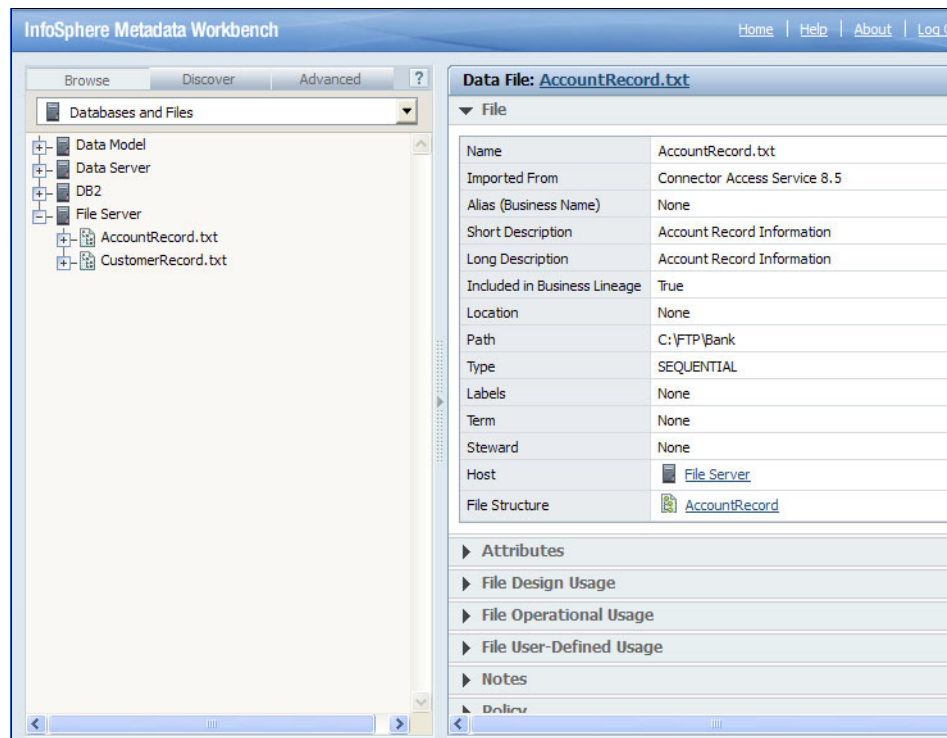 InfoSphere Metadata Workbench
Home | Help | About | Log
Browse Discover Advanced ?
Databases and Files
Data Model
Data Server
DB2
File Server
AccountRecord.txt
CustomerRecord.txt
Data File: AccountRecord.txt
File
Name AccountRecord.txt
Imported From Connector Access Service 8.5
Alias (Business Name) None
Short Description Account Record Information
Long Description Account Record Information
Included in Business Lineage True
Location None
Path C:\FTP\Bank
Type SEQUENTIAL
Labels None
Term None
Steward None
Host File Server
File Structure AccountRecord
Attributes
File Design Usage
File Operational Usage
File User-Defined Usage
Notes
Policy